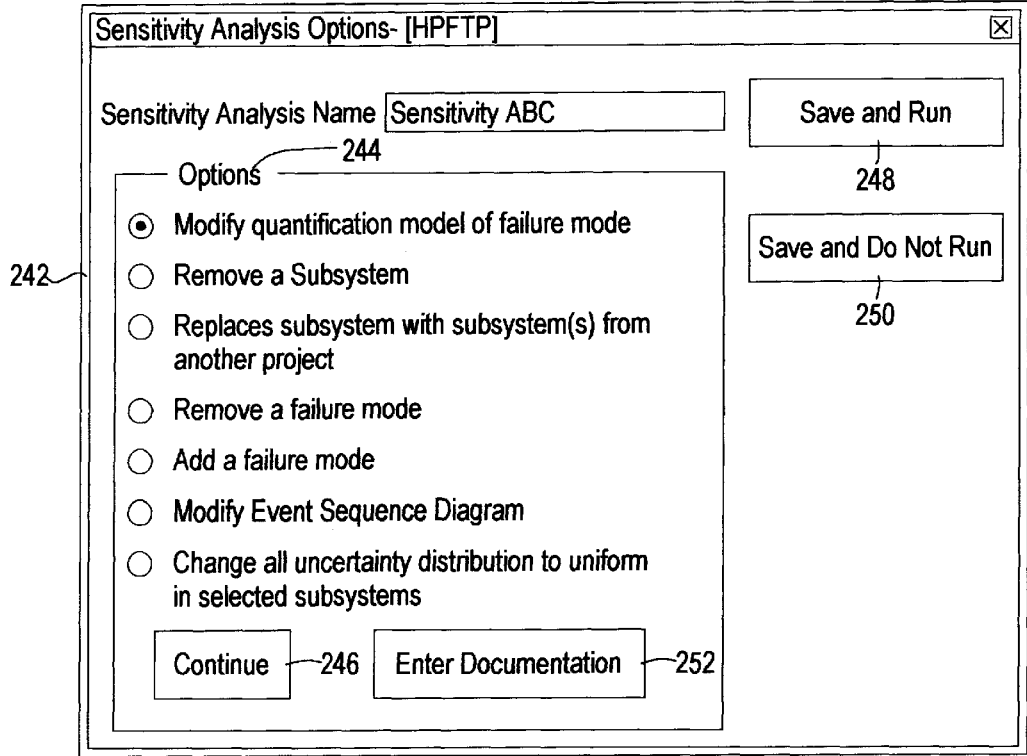 Sensitivity Analysis Options- [HPFTP]
Sensitivity Analysis Name Sensitivity ABC
Save and Run
248
244
Options
Modify quantification model of failure mode
Save and Do Not Run
250
242
Remove a Subsystem
Replaces subsystem with subsystem(s) from
another project
Remove a failure mode
Add a failure mode
Modify Event Sequence Diagram
Change all uncertainty distribution to uniform
in selected subsystems
Continue 246 Enter Documentation 252